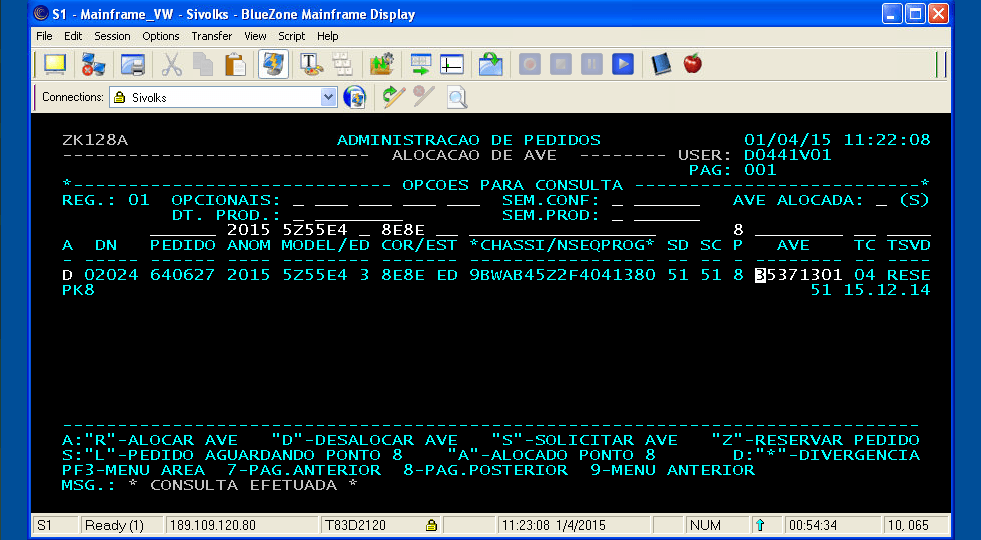 S1 - Mainframe_VW - Sivolks - BlueZone Mainframe Display
File Edit Session Options Transfer View Script Help
Connections: Sivolks
ZK128A ADMINISTRACAO DE PEDIDOS 01/04/15 11:22:08
---------------------------- ALOCACAO DE AVE -------- USER: D0441V01
PAG: 001
*----------------------------- OPCOES PARA CONSULTA --------------------------*
REG.: 01 OPCIONAIS: _ ___ ___ ___ ___ SEM.CONF: _ ______ AVE ALOCADA: _ (S)
DT. PROD.: _ ________ SEM.PROD: _ ______
______ 2015 5Z55E4 _ 8E8E __ _________________ 8 ________ __ ____
A DN PEDIDO ANOM MODEL/ED COR/EST *CHASSI/NSEQPROG* SD SC P AVE TC TSVD
- ----- ------ ---- -------- ------- ----------------- -- -- - -------- -- ----
D 02024 640627 2015 5Z55E4 3 8E8E ED 9BWAB45Z2F4041380 51 51 8 35371301 04 RESE
PK8 51 15.12.14
------------------------------------------------------------------------------
A:"R"-ALOCAR AVE "D"-DESALOCAR AVE "S"-SOLICITAR AVE "Z"-RESERVAR PEDIDO
S:"L"-PEDIDO AGUARDANDO PONTO 8 "A"-ALOCADO PONTO 8 D:"*"-DIVERGENCIA
PF3-MENU AREA 7-PAG.ANTERIOR 8-PAG.POSTERIOR 9-MENU ANTERIOR
MSG.: * CONSULTA EFETUADA *
S1 Ready (1) 189.109.120.80 T83D2120 11:23:08 1/4/2015 NUM 00:54:34 10, 065